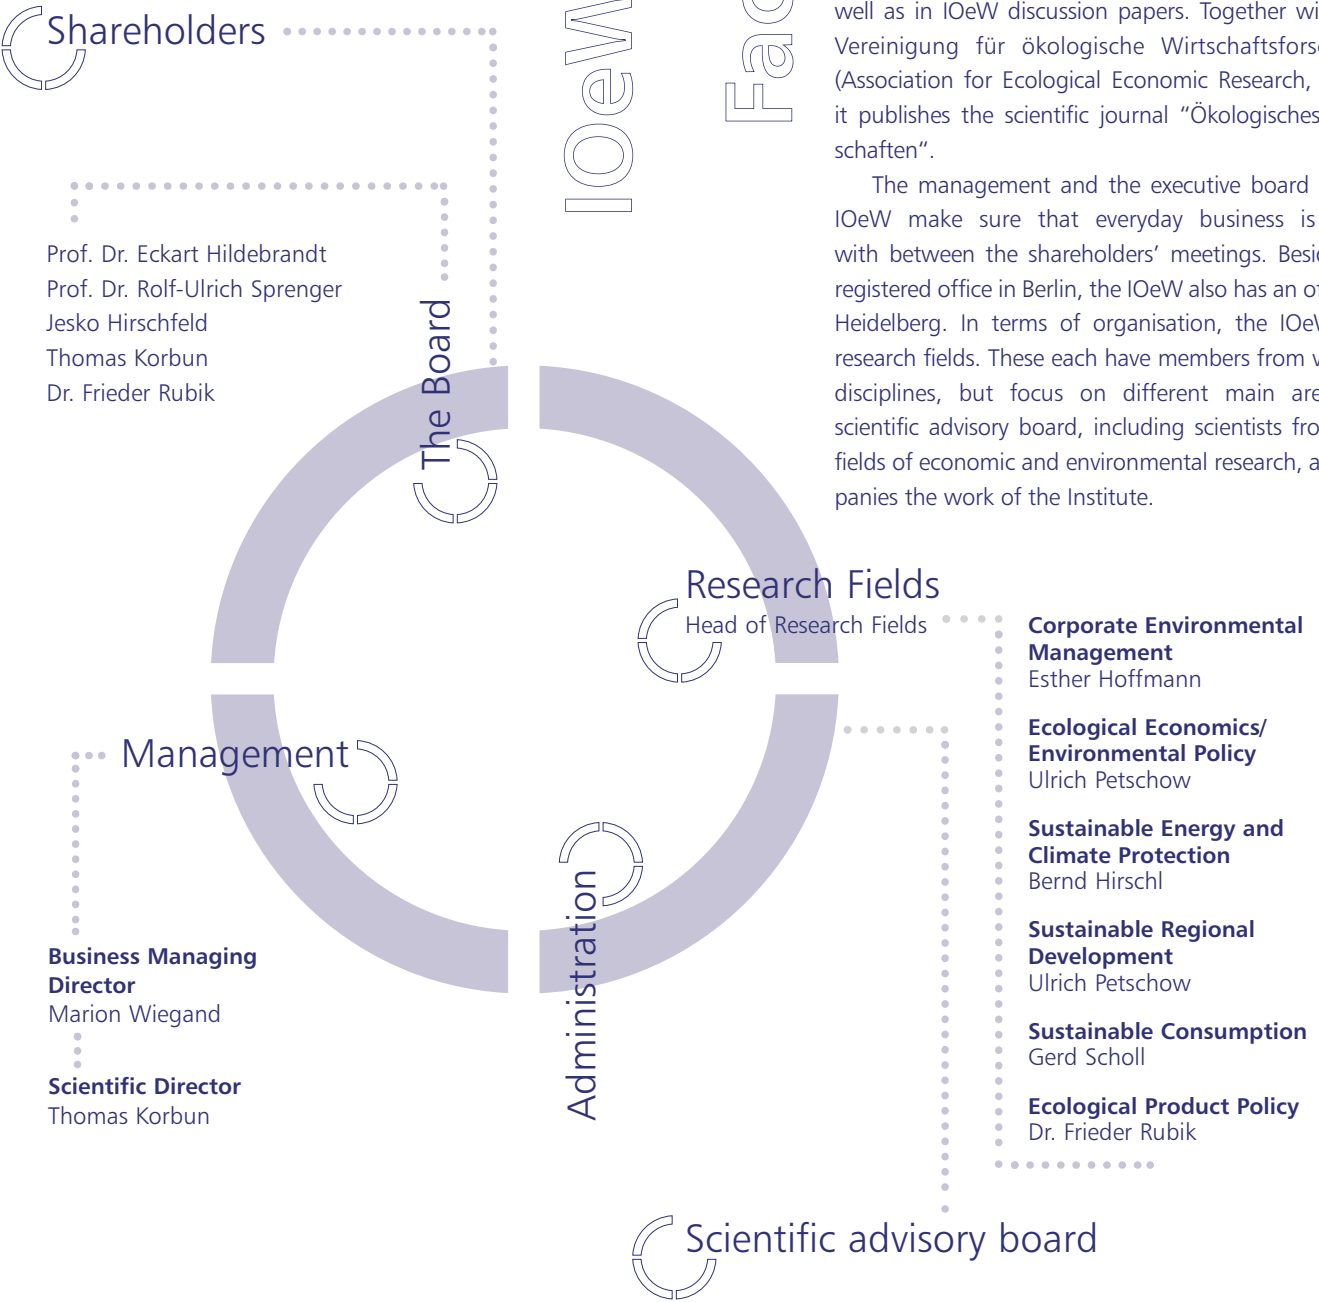 Shareholders
IOeW
Fac
well as in IOeW discussion papers. Together
Vereinigung für ökologische
(Association for Ecological Economic Research,
it publishes the scientific journal “Ökologisches
schaften“.
The management and the executive board
IOeW make sure that everyday business is
with between the shareholders’ meetings.
registered office in Berlin, the IOeW also has an
Heidelberg. In terms of organisation, the
research fields. These each have members from
disciplines, but focus on different main
scientific advisory board, including scientists
fields of economic and environmental research,
panies the work of the Institute.
Prof. Dr. Eckart Hildebrandt
Prof. Dr. Rolf-Ulrich Sprenger
Jesko Hirschfeld
Thomas Korbun
Dr. Frieder Rubik
The Board
Research Fields
Head of Research Fields
Corporate Environmental
Management
Esther Hoffmann
Ecological Economics/
Environmental Policy
Ulrich Petschow
Sustainable Energy and
Climate Protection
Bernd Hirschl
Sustainable Regional
Development
Ulrich Petschow
Sustainable Consumption
Gerd Scholl
Ecological Product Policy
Dr. Frieder Rubik
Management
Business Managing
Director
Marion Wiegand
Scientific Director
Thomas Korbun
Administration
Scientific advisory board